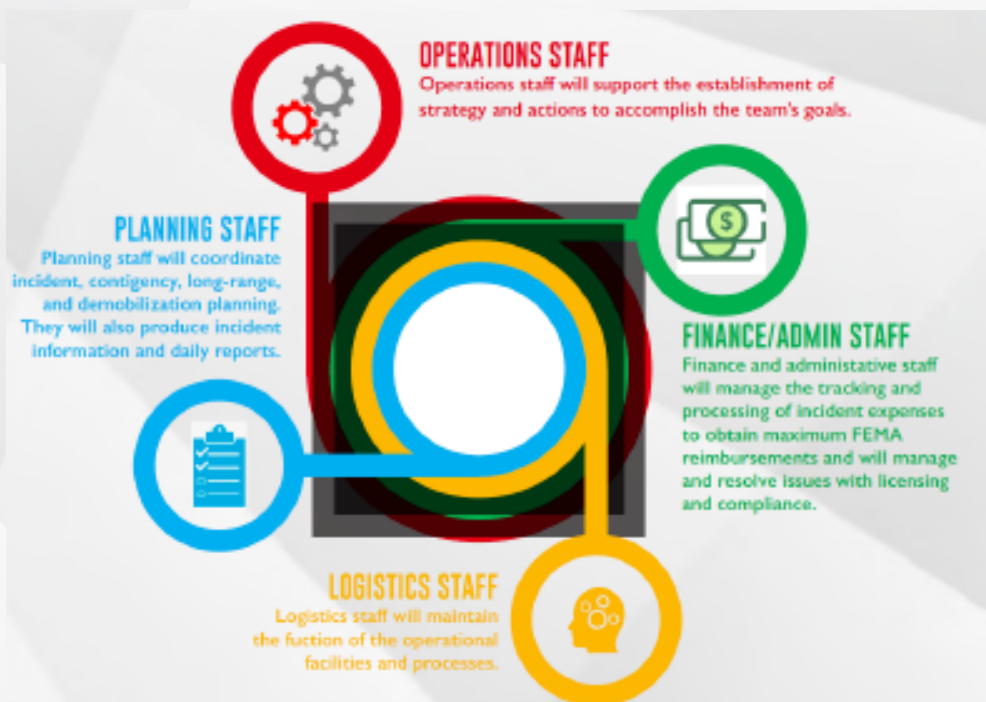 OPERATIONS STAFF
Operations staff will support the establishment of
strategy and actions to accomplish the team's goals.
PLANNING STAFF
Planning staff will coordinate
incident, contigency, long-range,
and demobilization planning.
They will also produce incident
information and daily reports.
$
FINANCE/ADMIN STAFF
Finance and administative staff
will manage the tracking and
processing of incident expenses
to obtain maximum FEMA
reimbursements and will manage
and resolve issues with licensing
and compliance.
LOGISTICS STAFF
Logistics staff will maintain
the fuction of the operational
facilities and processes.